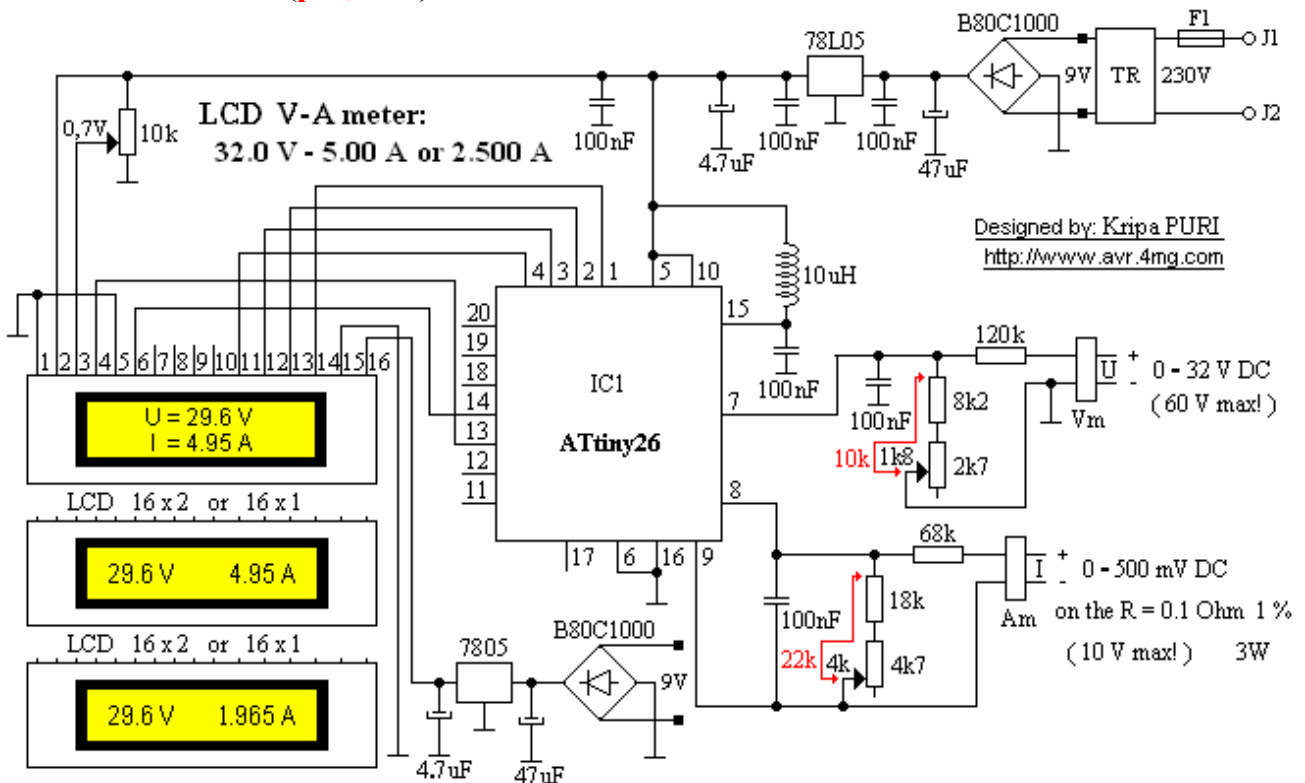 B80C1000
F1
78L05
J1
9V
TR
230V
J2
0,7V
10k
LCD V-A meter:
32.0 V - 5.00 A or 2.500 A
100nF
4.7uF
100nF
100nF
47uF
Designed by: Kripa PURI
http://www.avr.4mg.com
4 3 2 1
5 10
10uH
15
100nF
20
19
18
14
13
12
11
IC1
ATtiny26
7
8
17
6
16
9
1 2 3 4 5 6 7 8 9 10 11 12 13 14 15 16
U = 29.6 V
I = 4.95 A
LCD 16 x 2 or 16 x 1
29.6 V 4.95 A
LCD 16 x 2 or 16 x 1
29.6 V 1.965 A
120k
100nF
8k2
10k
1k8
2k7
U
+
-
Vm
0 - 32 V DC
( 60 V max! )
68k
100nF
18k
22k
4k
4k7
I
+
-
Am
0 - 500 mV DC
on the R = 0.1 Ohm 1 %
( 10 V max! ) 3W
B80C1000
7805
9V
4.7uF
47uF